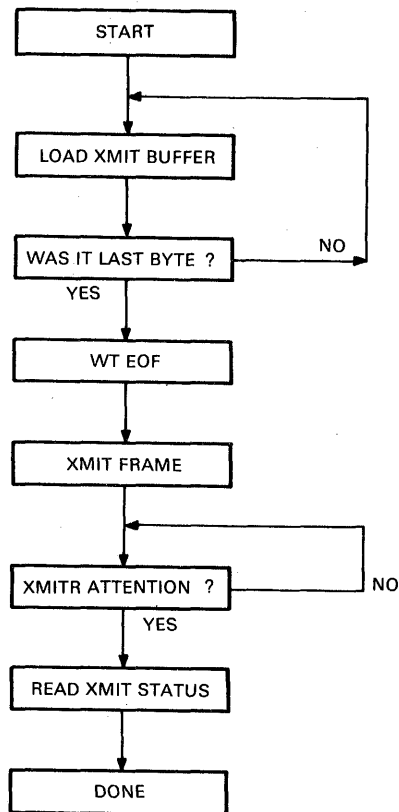 START
LOAD XMIT BUFFER
WAS IT LAST BYTE ?
NO
YES
WT EOF
XMIT FRAME
XMITR ATTENTION ?
NO
YES
READ XMIT STATUS
DONE